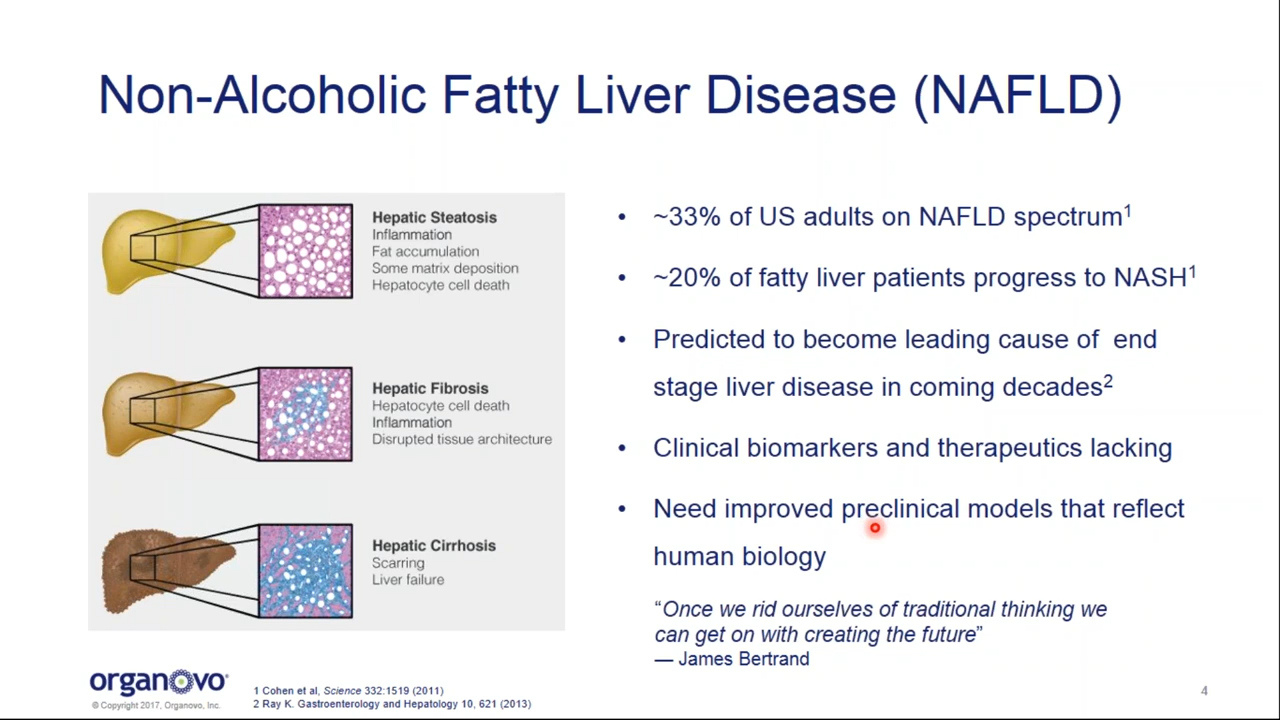 Non-Alcoholic Fatty Liver Disease (NAFLD)
Hepatic Steatosis
Inflammation
Fat accumulation
Some matrix deposition
Hepatocyte cell death
Hepatic Fibrosis
Hepatocyte cell death
Inflammation
Disrupted tissue architecture
Hepatic Cirrhosis
Scarring
Liver failure
• ~33% of US adults on NAFLD spectrum¹
• ~20% of fatty liver patients progress to NASH¹
• Predicted to become leading cause of end
stage liver disease in coming decades²
• Clinical biomarkers and therapeutics lacking
• Need improved preclinical models that reflect
human biology
“Once we rid ourselves of traditional thinking we
can get on with creating the future”
— James Bertrand
organovo
© Copyright 2017, Organovo, Inc.
1 Cohen et al, Science 332:1519 (2011)
2 Ray K. Gastroenterology and Hepatology 10, 621 (2013)
4